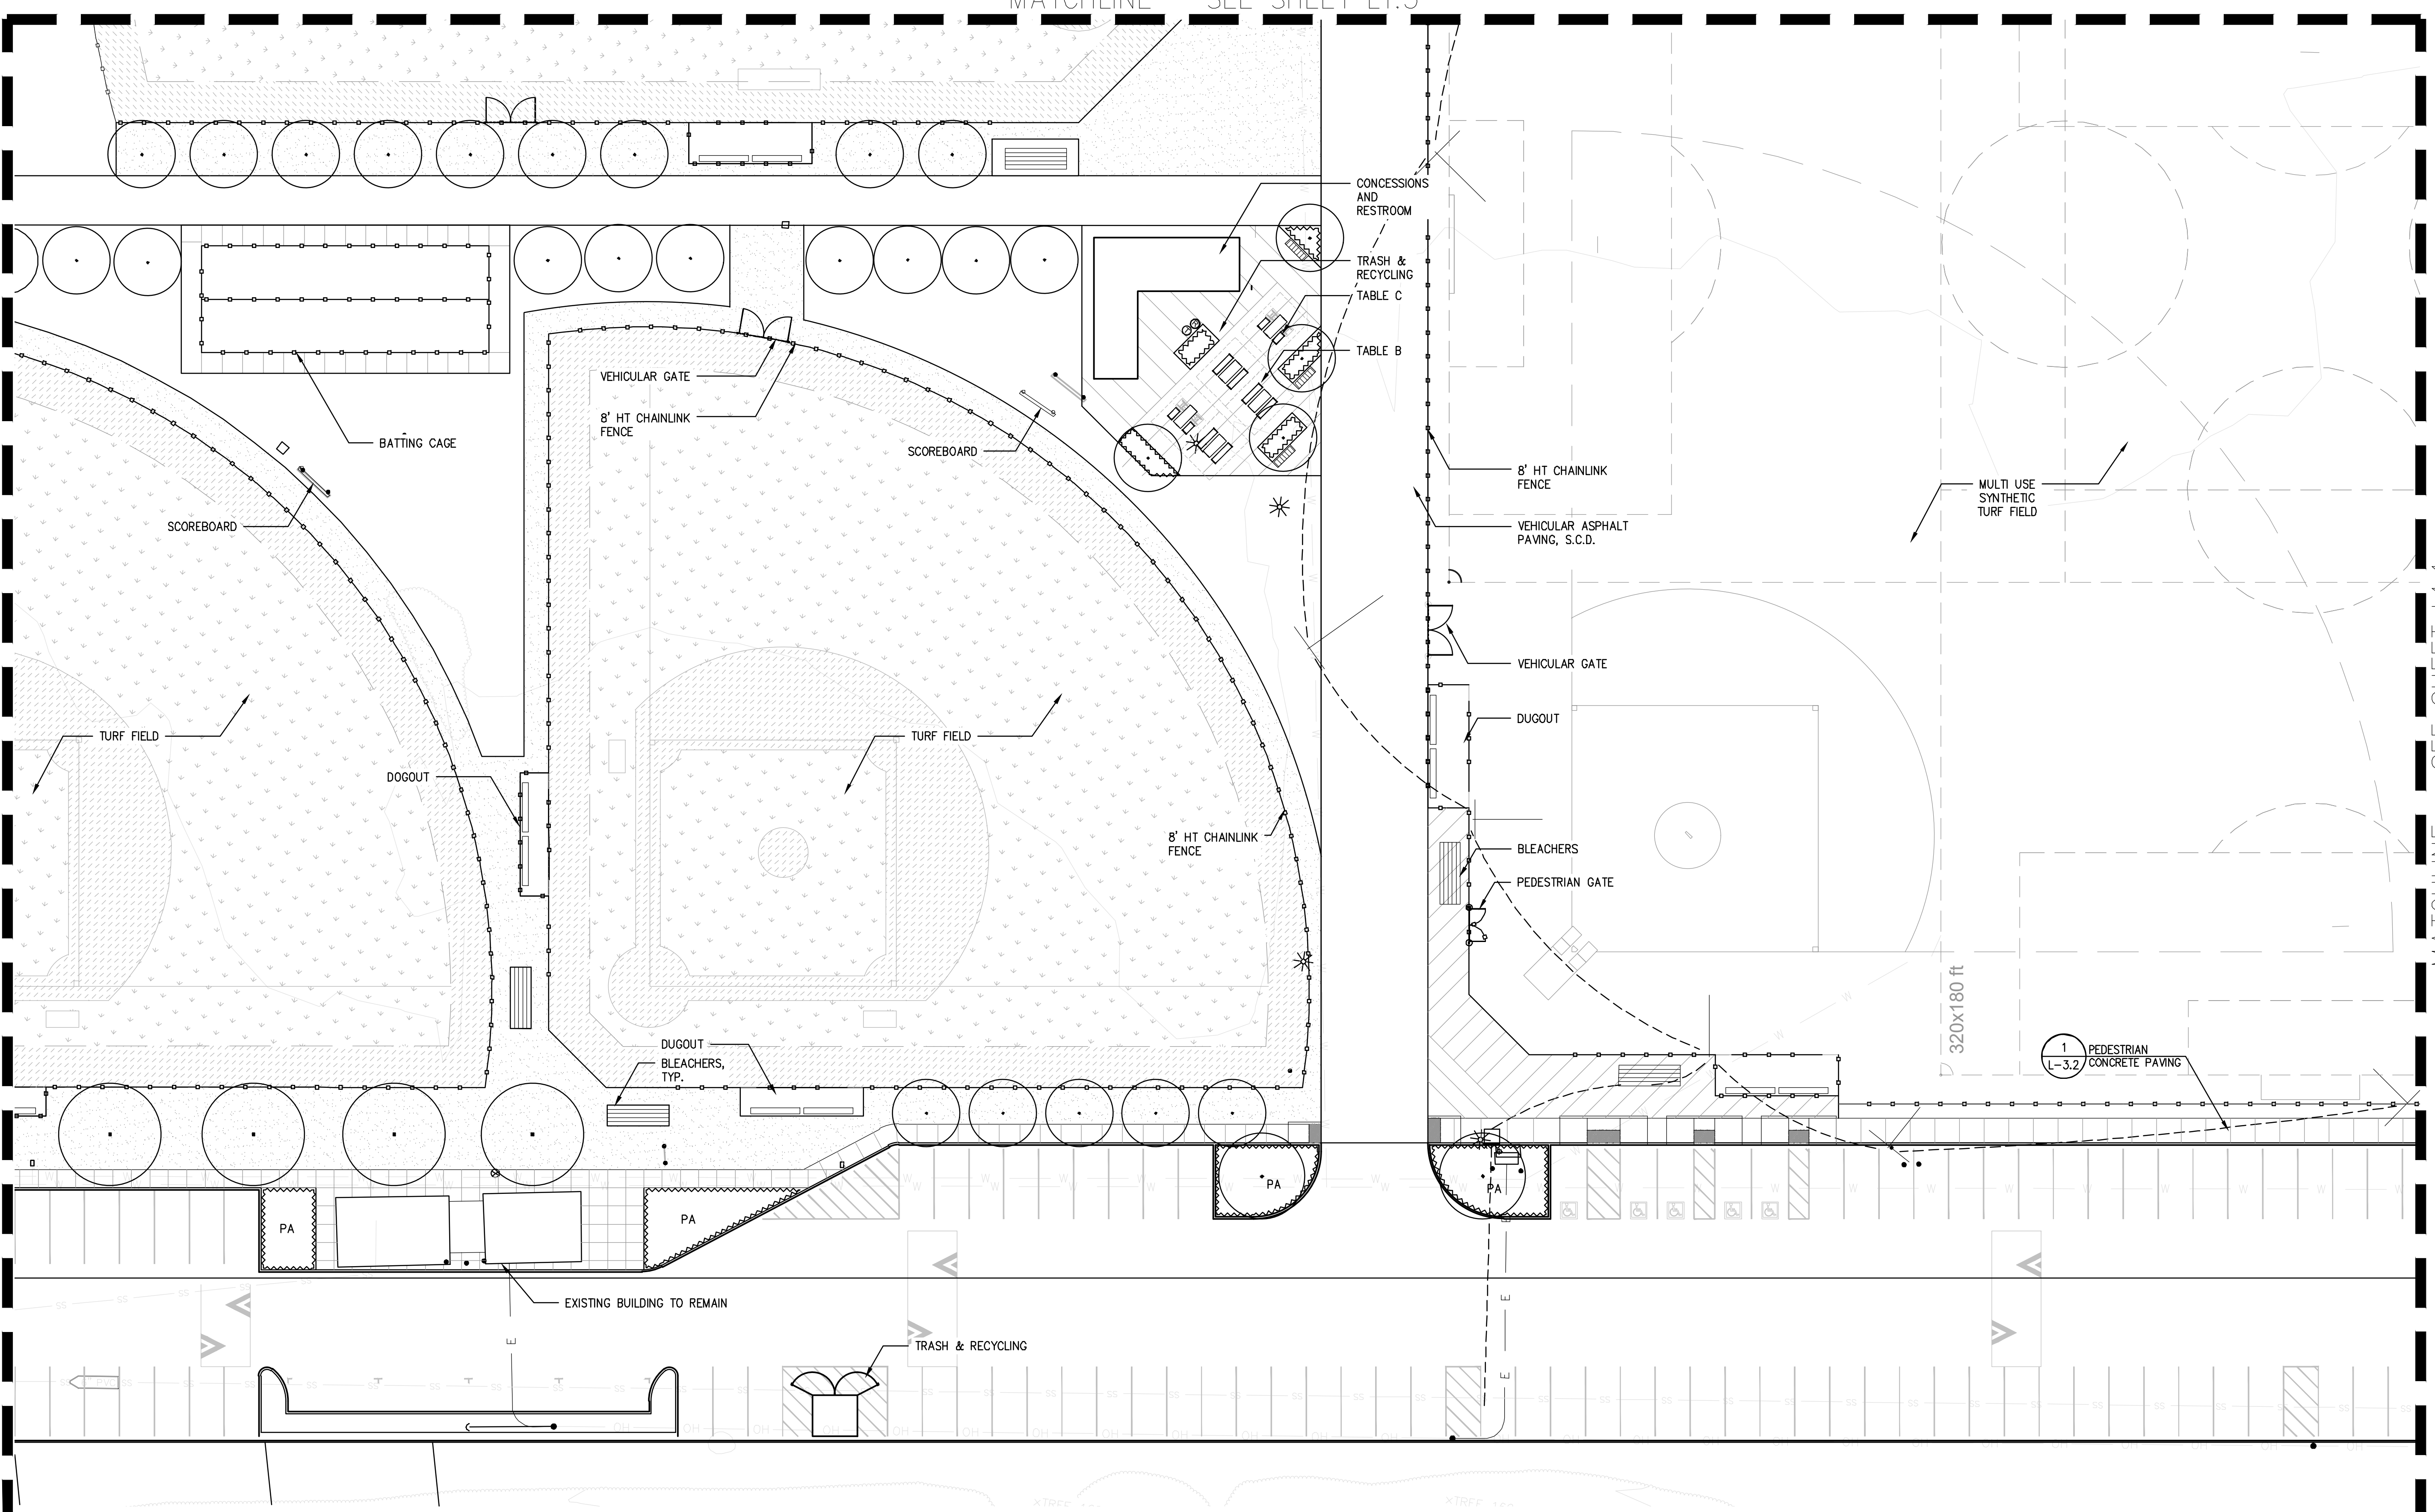 CONCESSIONS
AND
RESTROOM
TRASH &
RECYCLING
TABLE C
TABLE B
VEHICULAR GATE
8' HT CHAINLINK
FENCE
BATTING CAGE
SCOREBOARD
SCOREBOARD
8' HT CHAINLINK
FENCE
MULTI USE
SYNTHETIC
TURF FIELD
VEHICULAR ASPHALT
PAVING, S.C.D.
VEHICULAR GATE
DUGOUT
TURF FIELD
TURF FIELD
DOGOUT
8' HT CHAINLINK
FENCE
BLEACHERS
PEDESTRIAN GATE
320x180 ft
DUGOUT
BLEACHERS,
TYP.
1
L-3.2
PEDESTRIAN
CONCRETE PAVING
PA
PA
PA
PA
EXISTING BUILDING TO REMAIN
TRASH & RECYCLING
E
E
E